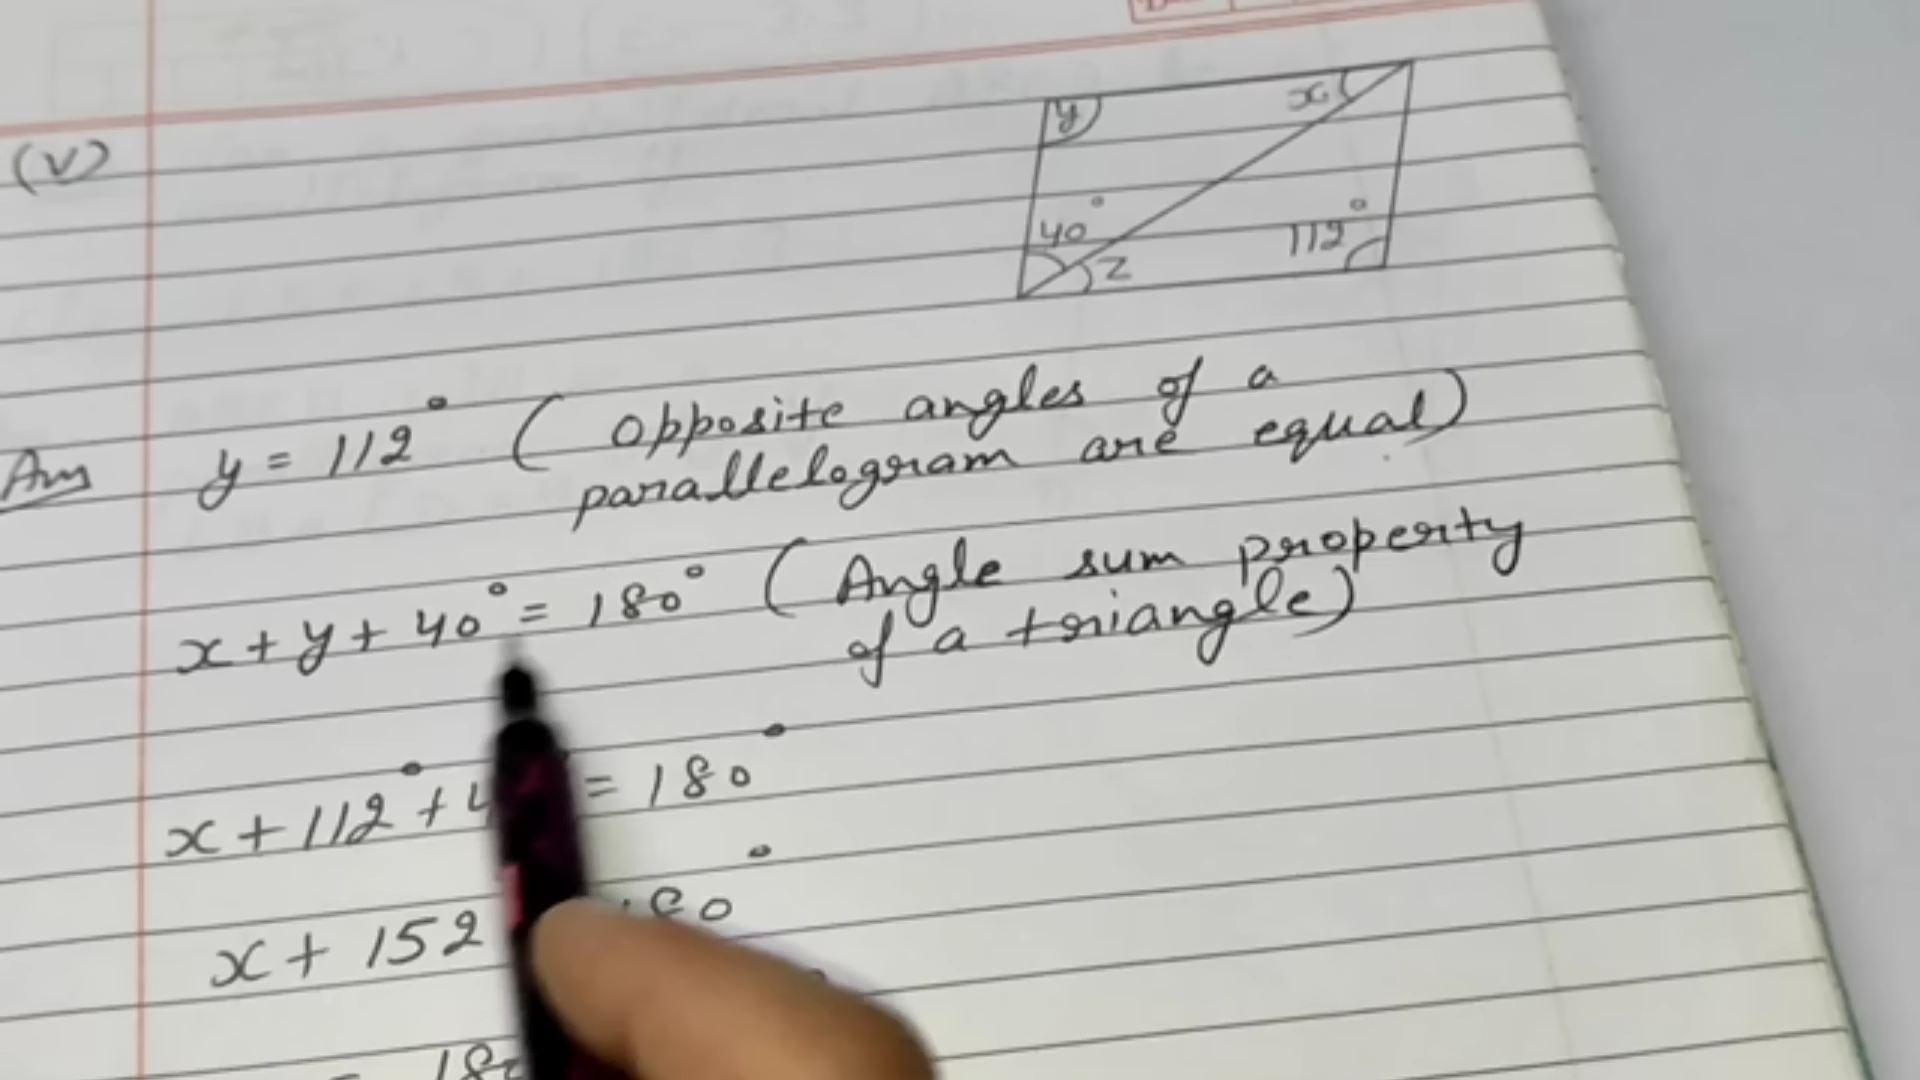 (V)
y
x
40°
z
112°
Ans y = 112° ( Opposite angles of a
parallelogram are equal)
x + y + 40° = 180° ( Angle sum property
of a triangle)
x + 112° + 4 = 180°
x + 152 180°